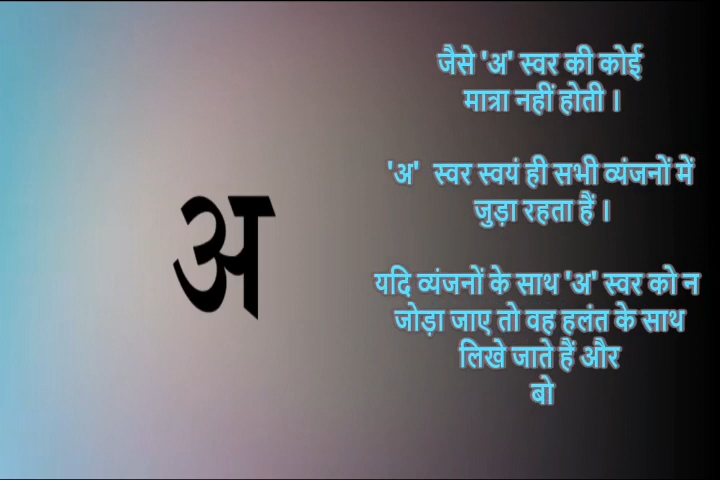 अ
जैसे 'अ' स्वर की कोई
मात्रा नहीं होती ।
'अ' स्वर स्वयं ही सभी व्यंजनों में
जुड़ा रहता हैं ।
यदि व्यंजनों के साथ 'अ' स्वर को न
जोड़ा जाए तो वह हलंत के साथ
लिखे जाते हैं और
बो